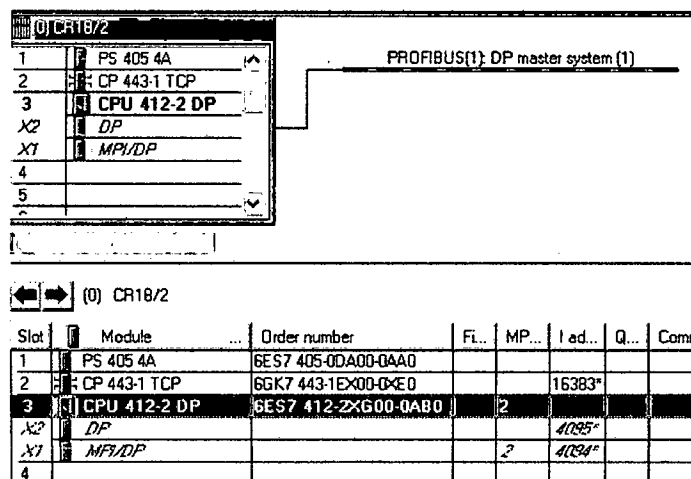 (0) CR18/2
1 PS 405 4A
2 CP 443-1 TCP
3 CPU 412-2 DP
X2 DP
X1 MPI/DP
4
5
PROFIBUS(1): DP master system (1)
(0) CR18/2
Slot Module ... Order number Fi... MP... I ad... Q... Com
1 PS 405 4A 6ES7 405-0DA00-0AA0
2 CP 443-1 TCP 6GK7 443-1EX00-0XE0 16383*
3 CPU 412-2 DP 6ES7 412-2XG00-0AB0 2
X2 DP 4095*
X1 MPI/DP 2 4094*
4